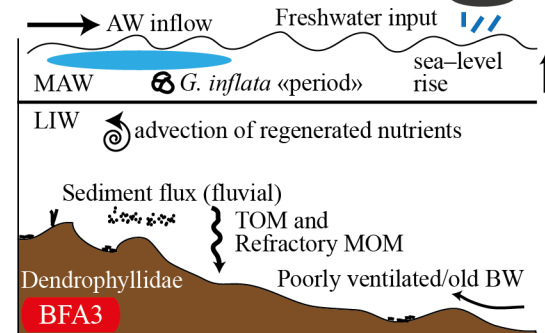 AW inflow
Freshwater input
sea–level
rise
MAW
G. inflata «period»
LIW
advection of regenerated nutrients
Sediment flux (fluvial)
TOM and
Refractory MOM
Dendrophyllidae
Poorly ventilated/old BW
BFA3